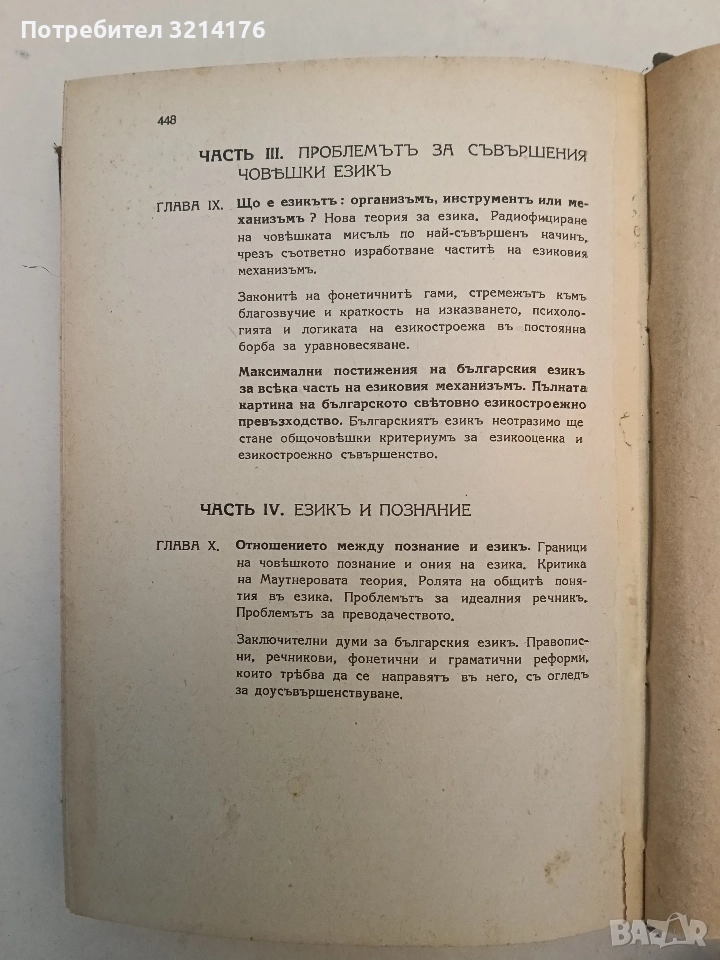 Потребител 3214176
448
ЧАСТЬ III. ПРОБЛЕМЪТЪ ЗА СЪВЪРШЕНИЯ
ЧОВѢШКИ ЕЗИКЪ
ГЛАВА IX. Що е езикътъ: организъмъ, инструментъ или ме-
ханизъмъ? Нова теория за езика. Радиофициране
на човѣшката мисъль по най-съвършенъ начинъ,
чрезъ съответно изработване частитѣ на езиковия
механизъмъ.
Законитѣ на фонетичнитѣ гами, стремежътъ къмъ
благозвучие и краткость на изказването, психоло-
гията и логиката на езикостроежа въ постоянна
борба за уравновесяване.
Максимални постижения на българския езикъ
за всѣка часть на езиковия механизъмъ. Пълната
картина на българското свѣтовно езикостроежно
превъзходство. Българскиятъ езикъ неотразимо ще
стане общочовѣшки критериумъ за езикооценка и
езикостроежно съвършенство.
ЧАСТЬ IV. ЕЗИКЪ И ПОЗНАНИЕ
ГЛАВА X. Отношението между познание и езикъ. Граници
на човѣшкото познание и ония на езика. Критика
на Маутнеровата теория. Ролята на общитѣ поня-
тия въ езика. Проблемътъ за идеалния речникъ.
Проблемътъ за преводачеството.
Заключителни думи за българския езикъ. Правопис-
ни, речникови, фонетични и граматични реформи,
които трѣбва да се направятъ въ него, съ огледъ
за доусъвършенствуване.
BAZAR